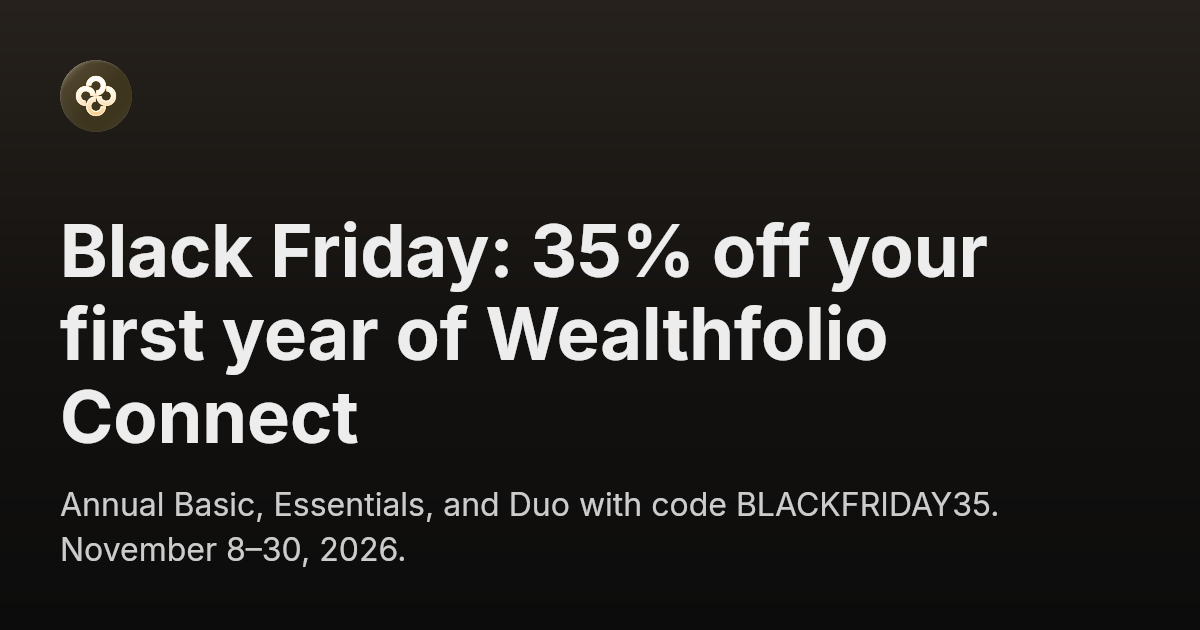 Black Friday: 35% off your
first year of Wealthfolio
Connect
Annual Basic, Essentials, and Duo with code BLACKFRIDAY35.
November 8–30, 2026.